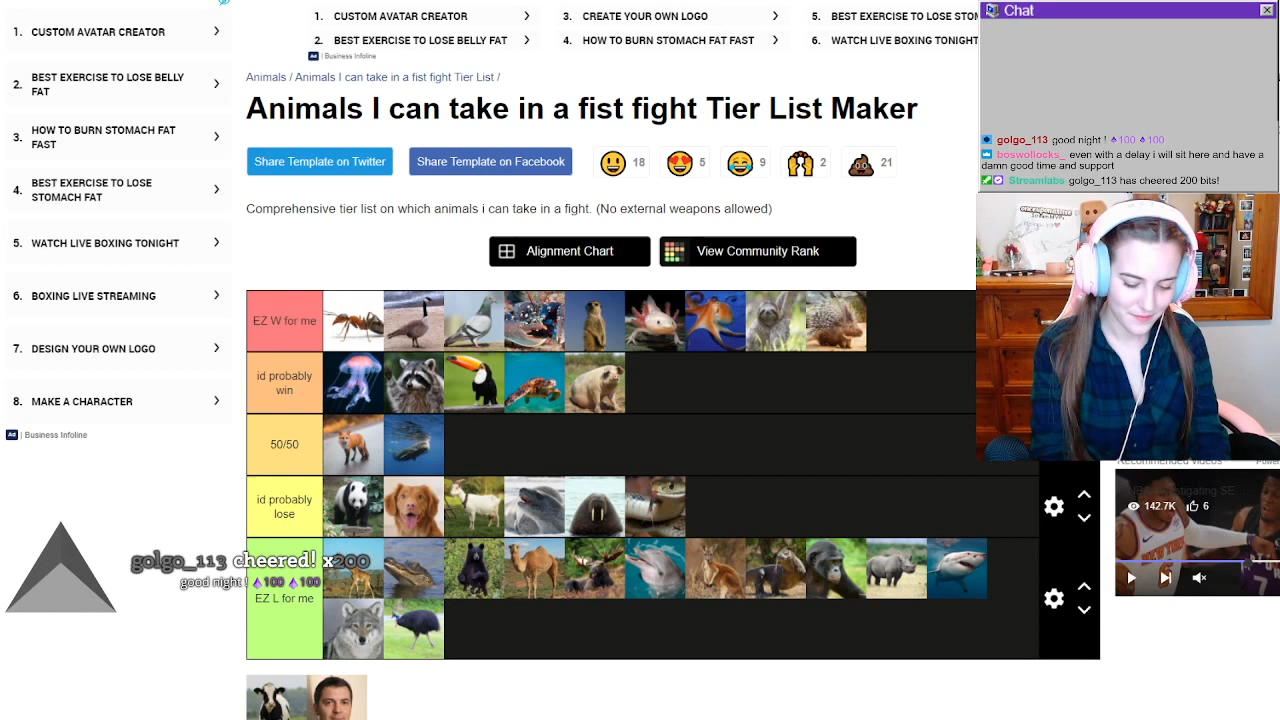 1. CUSTOM AVATAR CREATOR
2. BEST EXERCISE TO LOSE BELLY
FAT
3. HOW TO BURN STOMACH FAT
FAST
4. BEST EXERCISE TO LOSE
STOMACH FAT
5. WATCH LIVE BOXING TONIGHT
6. BOXING LIVE STREAMING
7. DESIGN YOUR OWN LOGO
8. MAKE A CHARACTER
Ad | Business Infoline
1. CUSTOM AVATAR CREATOR
2. BEST EXERCISE TO LOSE BELLY FAT
3. CREATE YOUR OWN LOGO
4. HOW TO BURN STOMACH FAT FAST
5. BEST EXERCISE TO LOSE STOM
6. WATCH LIVE BOXING TONIGHT
Ad | Business Infoline
Animals / Animals I can take in a fist fight Tier List /
Animals I can take in a fist fight Tier List Maker
Share Template on Twitter
Share Template on Facebook
18
5
9
2
21
Comprehensive tier list on which animals i can take in a fight. (No external weapons allowed)
Alignment Chart
View Community Rank
EZ W for me
id probably
win
50/50
id probably
lose
EZ L for me
golgo_113 cheered! x200
good night ! 100 100
Chat
golgo_113 good night ! 100 100
boswollocks_ even with a delay i will sit here and have a
damn good time and support
Streamlabs golgo_113 has cheered 200 bits!
Recommended videos
142.7K
6